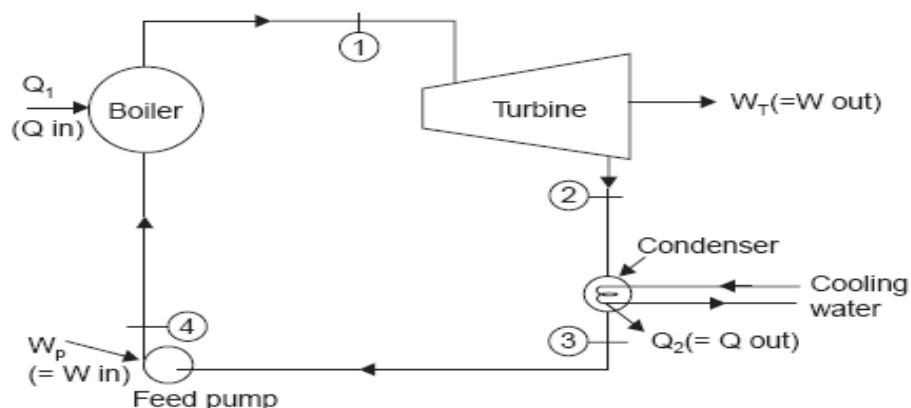 1
Q1
(Q in)
Boiler
Turbine
WT(=W out)
2
Condenser
Cooling
water
4
3
Q2(= Q out)
Wp
(= W in)
Feed pump